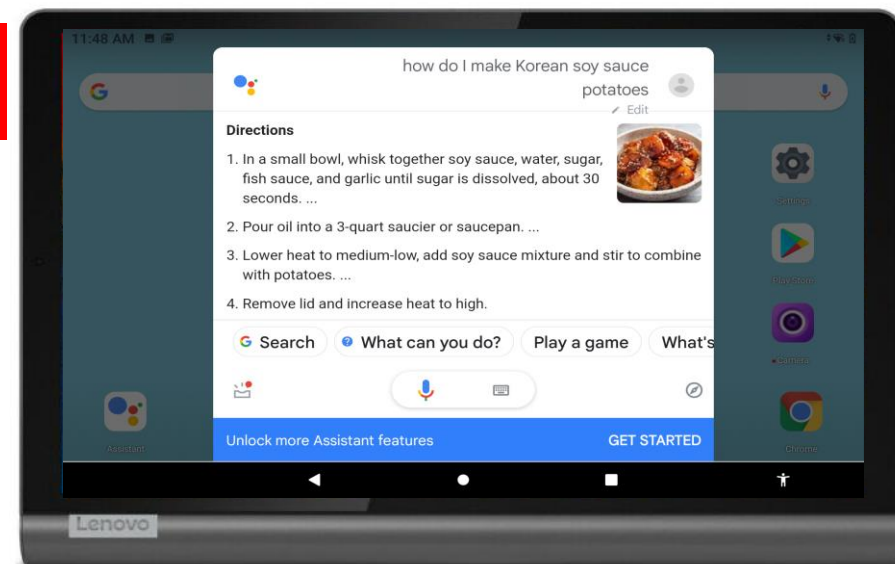 11:48 AM
how do I make Korean soy sauce
potatoes
Edit
Directions
1. In a small bowl, whisk together soy sauce, water, sugar,
fish sauce, and garlic until sugar is dissolved, about 30
seconds. ...
2. Pour oil into a 3-quart saucier or saucepan. ...
3. Lower heat to medium-low, add soy sauce mixture and stir to combine
with potatoes. ...
4. Remove lid and increase heat to high.
Search
What can you do?
Play a game
What's
Unlock more Assistant features
GET STARTED
Settings
Play Store
Camera
Assistant
Chrome
Lenovo